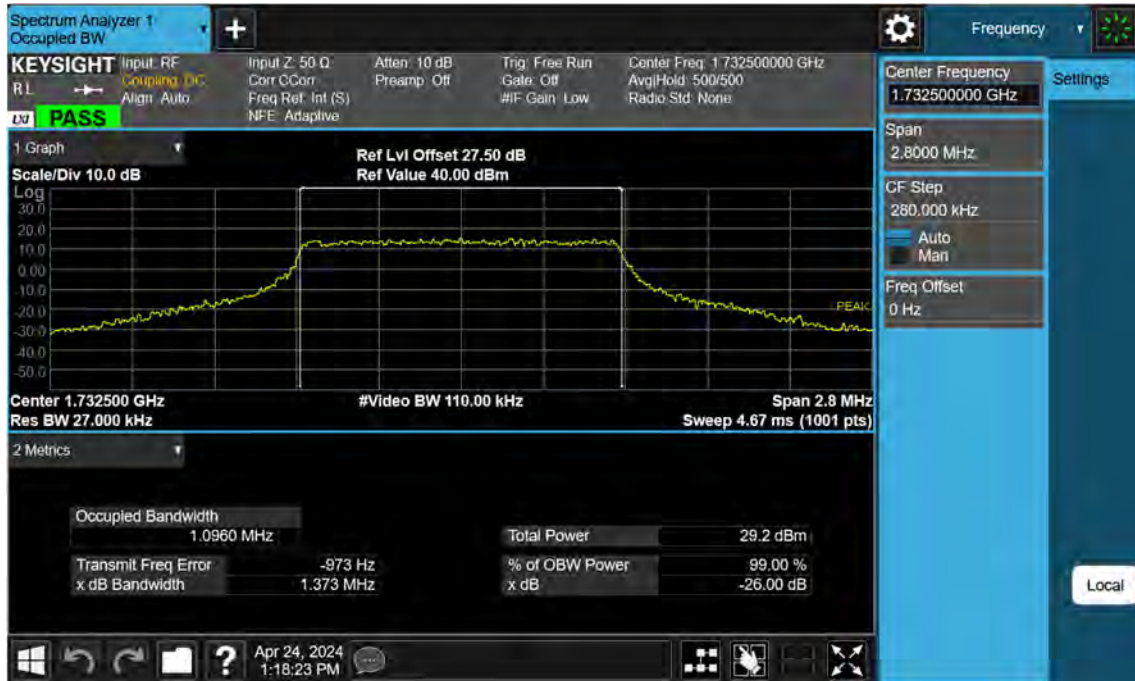 Spectrum Analyzer 1
Occupied BW
+
Frequency
KEYSIGHT Input: RF Input Z: 50 Ω Atten: 10 dB Trig: Free Run Center Freq: 1.732500000 GHz
RL Coupling: DC Corr CCorr Preamp: Off Gate: Off Avg|Hold: 500/500
Align: Auto Freq Ref: Int (S) #IF Gain: Low Radio Std: None
LXI PASS NFE: Adaptive
Center Frequency
1.732500000 GHz
Settings
Span
2.8000 MHz
CF Step
280.000 kHz
Auto
Man
Freq Offset
0 Hz
1 Graph
Ref Lvl Offset 27.50 dB
Scale/Div 10.0 dB Ref Value 40.00 dBm
Log
30.0
20.0
10.0
0.00
-10.0
-20.0
-30.0
-40.0
-50.0
PEAK
Center 1.732500 GHz #Video BW 110.00 kHz Span 2.8 MHz
Res BW 27.000 kHz Sweep 4.67 ms (1001 pts)
2 Metrics
Occupied Bandwidth
1.0960 MHz Total Power 29.2 dBm
Transmit Freq Error -973 Hz % of OBW Power 99.00 %
x dB Bandwidth 1.373 MHz x dB -26.00 dB
Local
? Apr 24, 2024
1:18:23 PM